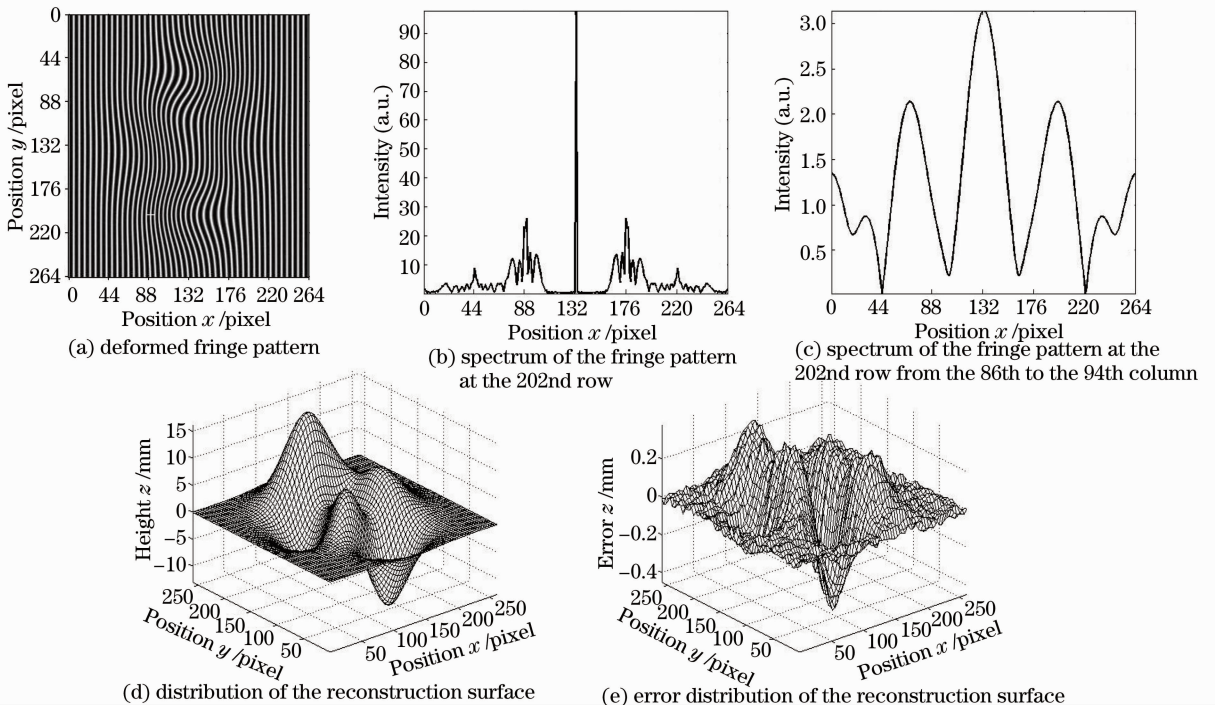 0
44
88
132
176
220
264
Position y /pixel
0 44 88 132 176 220 264
Position x /pixel
(a) deformed fringe pattern
90
80
70
60
50
40
30
20
10
Intensity (a.u.)
0 44 88 132 176 220 264
Position x /pixel
(b) spectrum of the fringe pattern
at the 202nd row
3.0
2.5
2.0
1.5
1.0
0.5
Intensity (a.u.)
0 44 88 132 176 220 264
Position x /pixel
(c) spectrum of the fringe pattern at the
202nd row from the 86th to the 94th column
15
10
5
0
−5
−10
Height z /mm
250
200
150
100
50
Position y /pixel
50 100 150 200 250
Position x /pixel
(d) distribution of the reconstruction surface
0.2
0
−0.2
−0.4
Error z /mm
250
200
150
100
50
Position y /pixel
50 100 150 200 250
Position x /pixel
(e) error distribution of the reconstruction surface